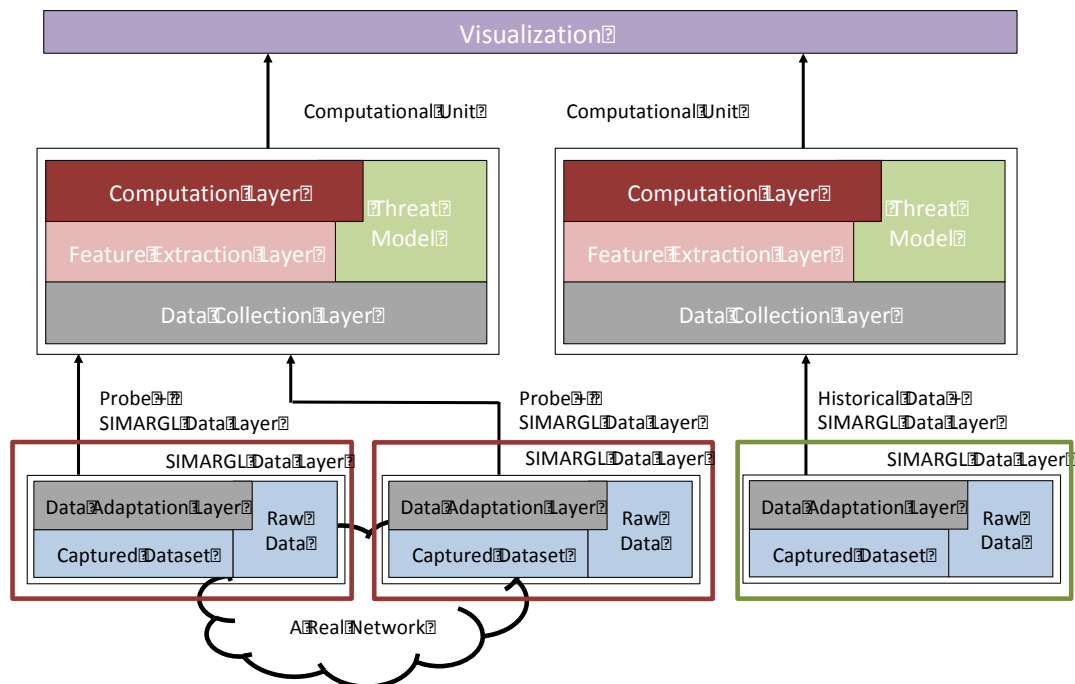 Visualization
Computational Unit
Computational Unit
Computation Layer
Threat
Model
Feature Extraction Layer
Data Collection Layer
Computation Layer
Threat
Model
Feature Extraction Layer
Data Collection Layer
Probe +
SIMARGL Data Layer
Probe +
SIMARGL Data Layer
Historical Data +
SIMARGL Data Layer
SIMARGL Data Layer
Data Adaptation Layer
Raw
Data
Captured Dataset
SIMARGL Data Layer
Data Adaptation Layer
Raw
Data
Captured Dataset
SIMARGL Data Layer
Data Adaptation Layer
Raw
Data
Captured Dataset
A Real Network